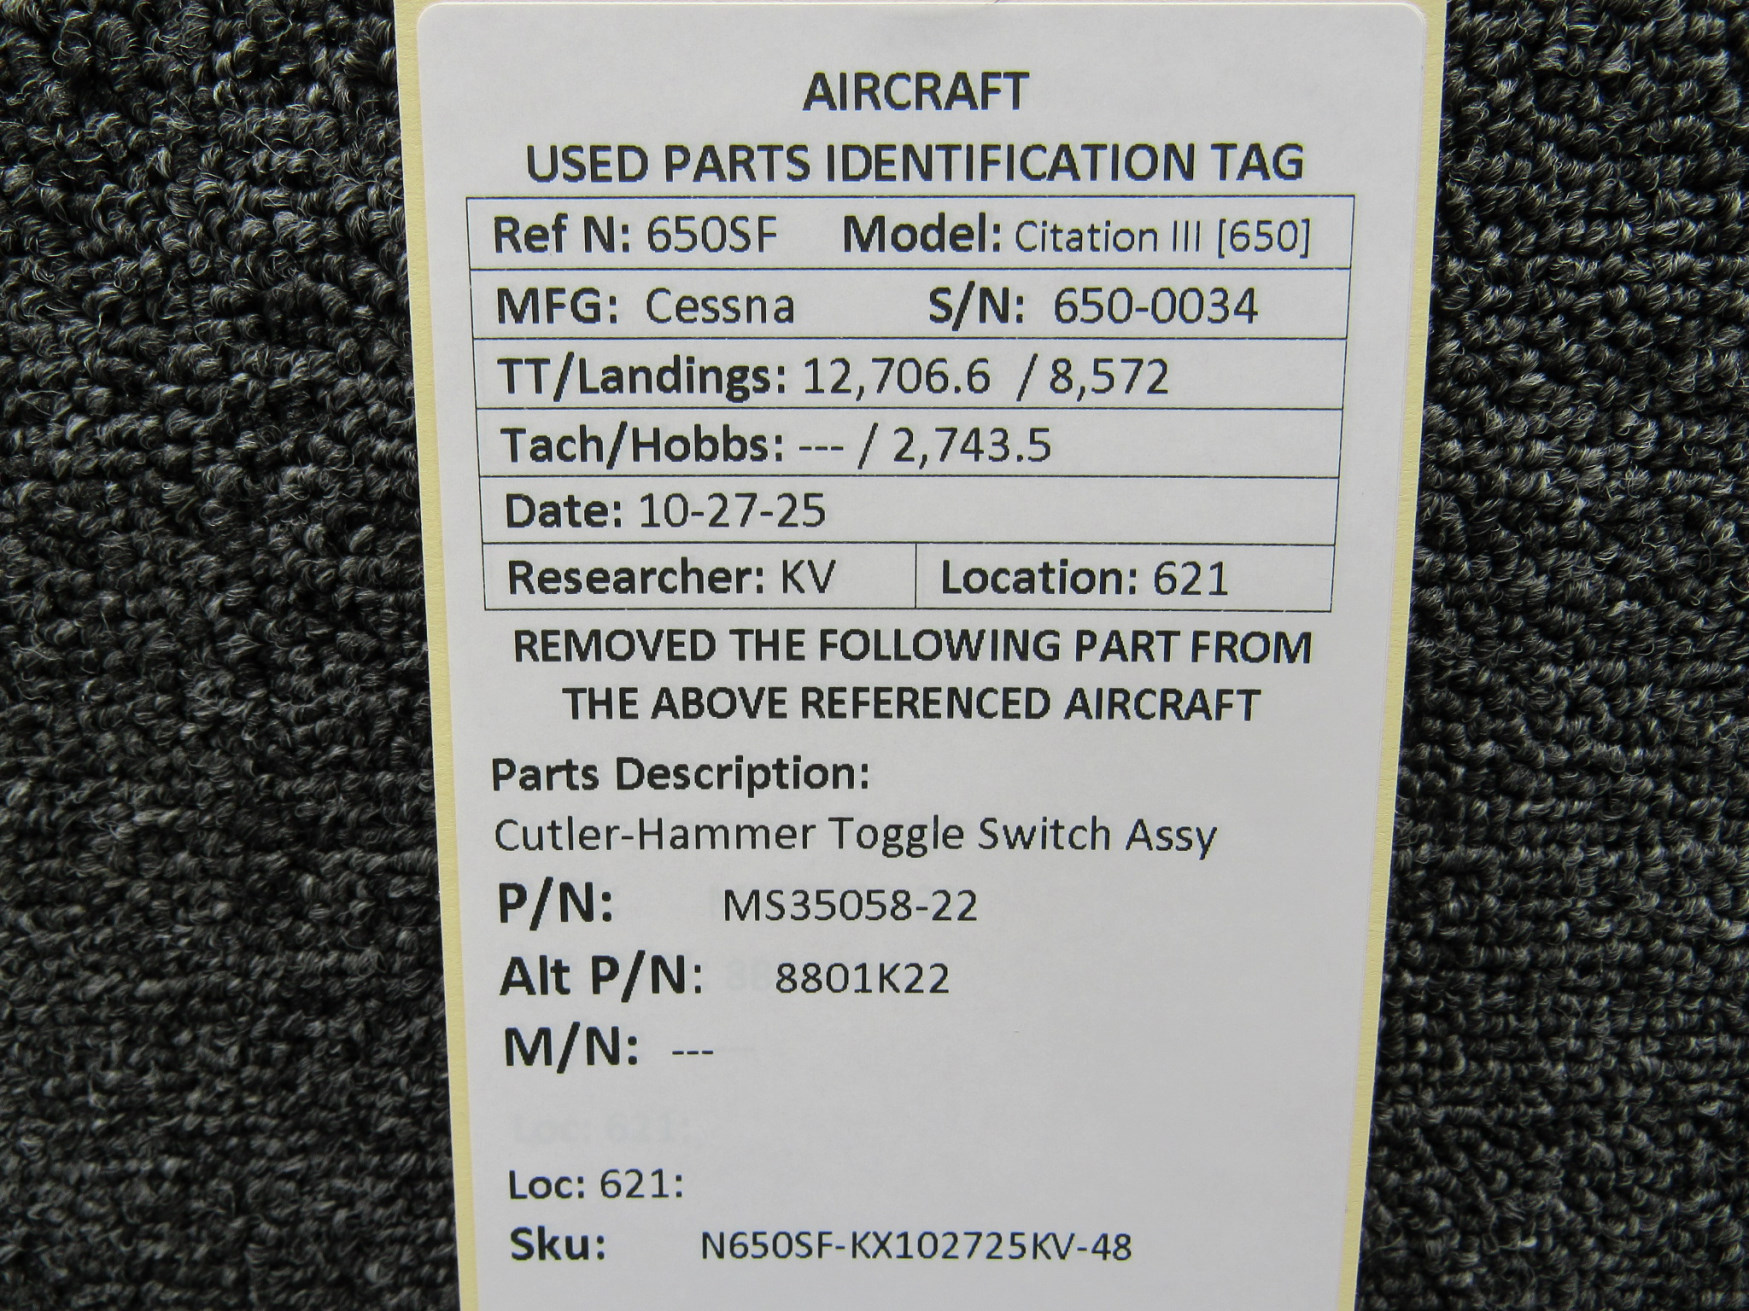 AIRCRAFT
USED PARTS IDENTIFICATION TAG
Ref N: 650SF Model: Citation III [650]
MFG: Cessna S/N: 650-0034
TT/Landings: 12,706.6 / 8,572
Tach/Hobbs: --- / 2,743.5
Date: 10-27-25
Researcher: KV Location: 621
REMOVED THE FOLLOWING PART FROM
THE ABOVE REFERENCED AIRCRAFT
Parts Description:
Cutler-Hammer Toggle Switch Assy
P/N: MS35058-22
Alt P/N: 8801K22
M/N: ---
Loc: 621:
Loc: 621:
Sku: N650SF-KX102725KV-48